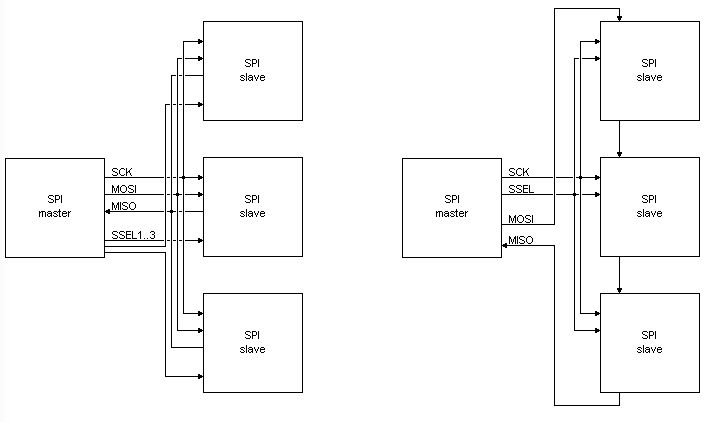 SPI
slave
SCK
MOSI
MISO
SSEL1..3
SPI
master
SPI
slave
SPI
slave
SPI
slave
SCK
SSEL
MOSI
MISO
SPI
master
SPI
slave
SPI
slave